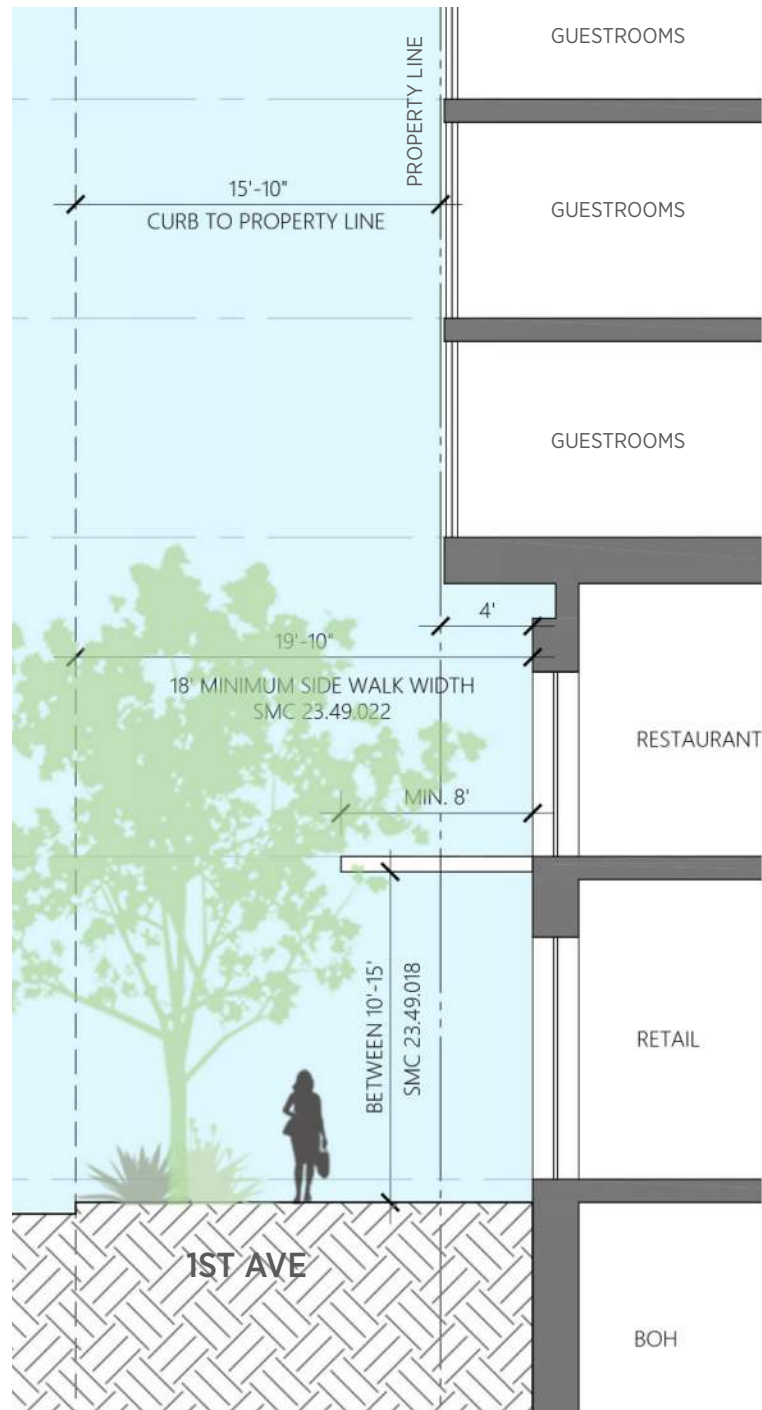 GUESTROOMS
PROPERTY LINE
15'-10"
CURB TO PROPERTY LINE
GUESTROOMS
GUESTROOMS
4'
19'-10"
18' MINIMUM SIDE WALK WIDTH
SMC 23.49.022
RESTAURANT
MIN. 8'
BETWEEN 10'-15'
SMC 23.49.018
RETAIL
1ST AVE
BOH